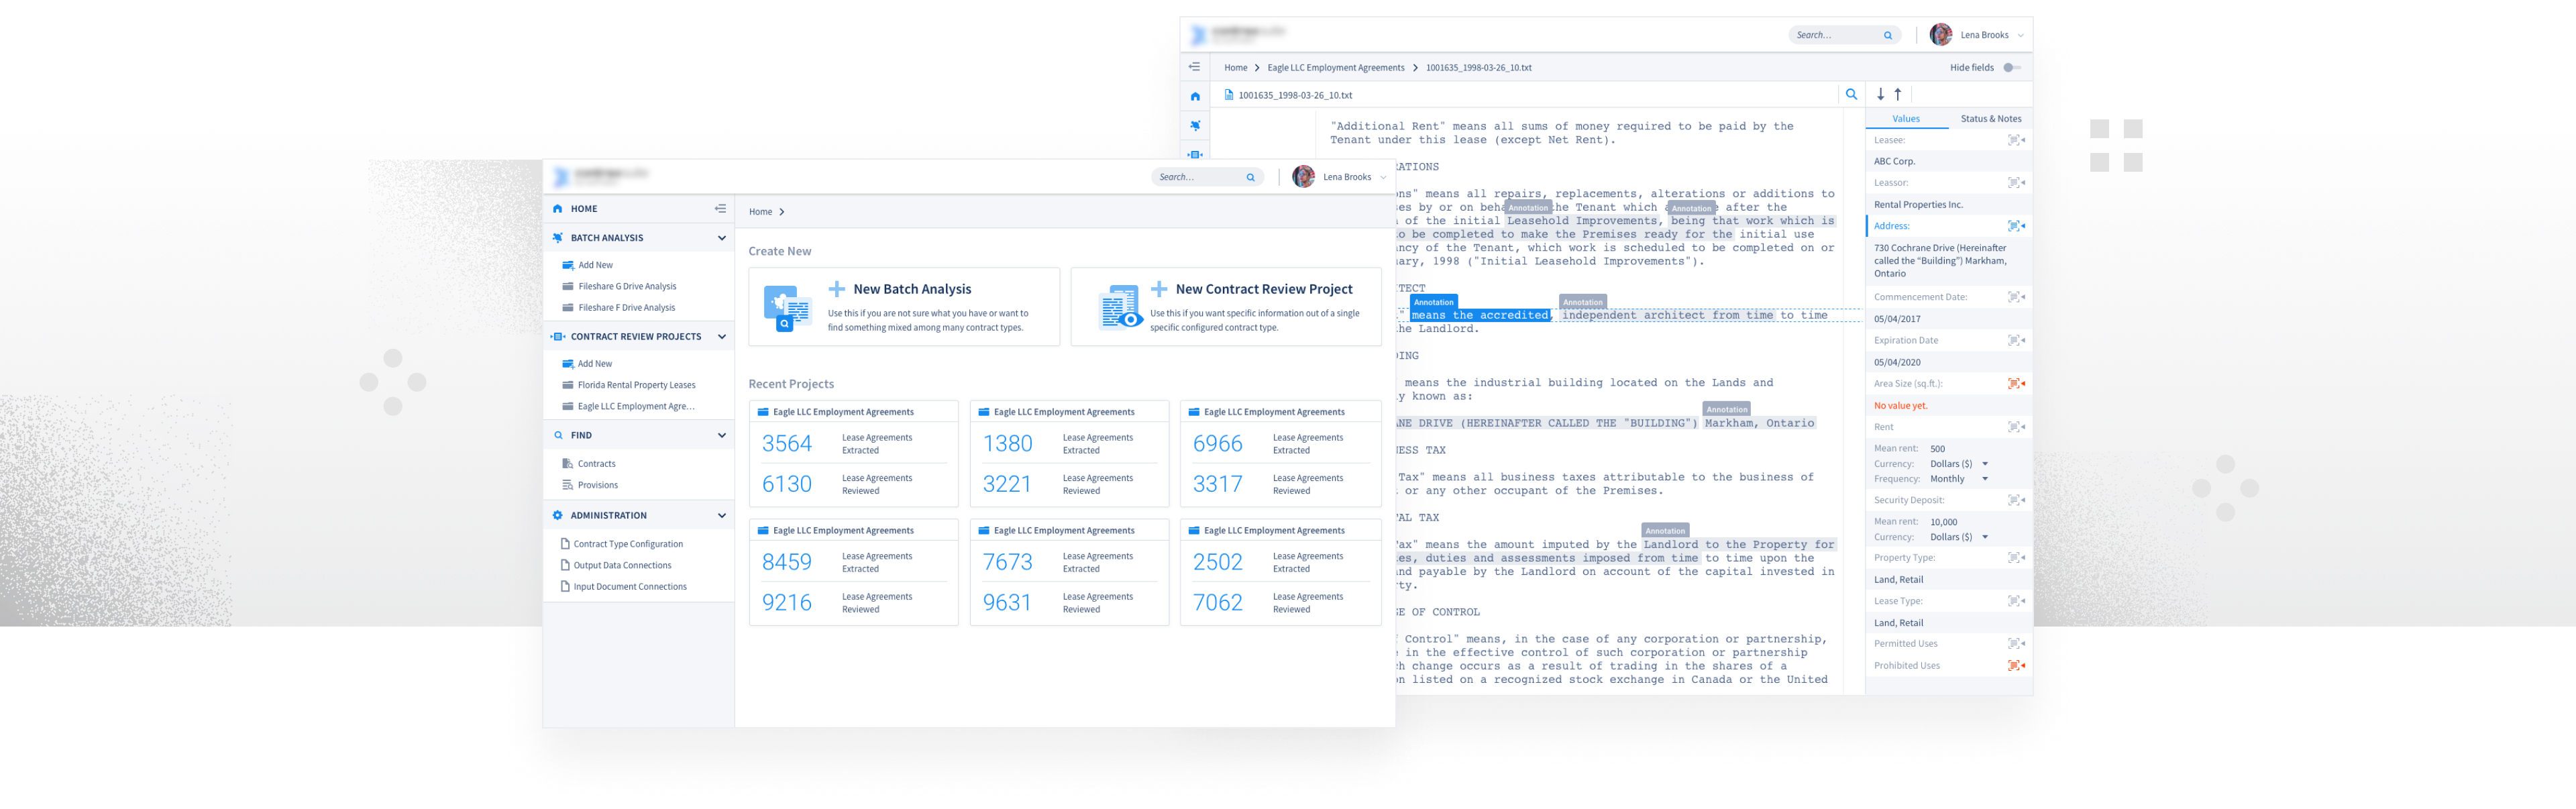 Search...
Lena Brooks
HOME
BATCH ANALYSIS
Add New
Fileshare G Drive Analysis
Fileshare F Drive Analysis
CONTRACT REVIEW PROJECTS
Add New
Florida Rental Property Leases
Eagle LLC Employment Agre...
FIND
Contracts
Provisions
ADMINISTRATION
Contract Type Configuration
Output Data Connections
Input Document Connections
Home
Create New
New Batch Analysis
Use this if you are not sure what you have or want to
find something mixed among many contract types.
New Contract Review Project
Use this if you want specific information out of a single
specific configured contract type.
Recent Projects
Eagle LLC Employment Agreements
3564 Lease Agreements
Extracted
6130 Lease Agreements
Reviewed
Eagle LLC Employment Agreements
1380 Lease Agreements
Extracted
3221 Lease Agreements
Reviewed
Eagle LLC Employment Agreements
6966 Lease Agreements
Extracted
3317 Lease Agreements
Reviewed
Eagle LLC Employment Agreements
8459 Lease Agreements
Extracted
9216 Lease Agreements
Reviewed
Eagle LLC Employment Agreements
7673 Lease Agreements
Extracted
9631 Lease Agreements
Reviewed
Eagle LLC Employment Agreements
2502 Lease Agreements
Extracted
7062 Lease Agreements
Reviewed
Search...
Lena Brooks
Home > Eagle LLC Employment Agreements > 1001635_1998-03-26_10.txt
Hide fields
1001635_1998-03-26_10.txt
"Additional Rent" means all sums of money required to be paid by the
Tenant under this lease (except Net Rent).
ATIONS
ns" means all repairs, replacements, alterations or additions to
es by or on the Tenant which after the
Annotation
Annotation
of the initial Leasehold Improvements, being that work which is
o be completed to make the Premises ready for the initial use
ncy of the Tenant, which work is scheduled to be completed on or
ary, 1998 ("Initial Leasehold Improvements").
TECT
Annotation
Annotation
" means the accredited, independent architect from time to time
he Landlord.
ING
means the industrial building located on the Lands and
y known as:
Annotation
ANE DRIVE (HEREINAFTER CALLED THE "BUILDING") Markham, Ontario
ESS TAX
Tax" means all business taxes attributable to the business of
or any other occupant of the Premises.
AL TAX
Annotation
ax" means the amount imputed by the Landlord to the Property for
es, duties and assessments imposed from time to time upon the
nd payable by the Landlord on account of the capital invested in
ty.
E OF CONTROL
Control" means, in the case of any corporation or partnership,
in the effective control of such corporation or partnership
h change occurs as a result of trading in the shares of a
n listed on a recognized stock exchange in Canada or the United
Values
Status & Notes
Leasee:
ABC Corp.
Leassor:
Rental Properties Inc.
Address:
730 Cochrane Drive (Hereinafter
called the "Building") Markham,
Ontario
Commencement Date:
05/04/2017
Expiration Date
05/04/2020
Area Size (sq.ft.):
No value yet.
Rent
Mean rent: 500
Currency: Dollars ($)
Frequency: Monthly
Security Deposit:
Mean rent: 10,000
Currency: Dollars ($)
Property Type:
Land, Retail
Lease Type:
Land, Retail
Permitted Uses
Prohibited Uses